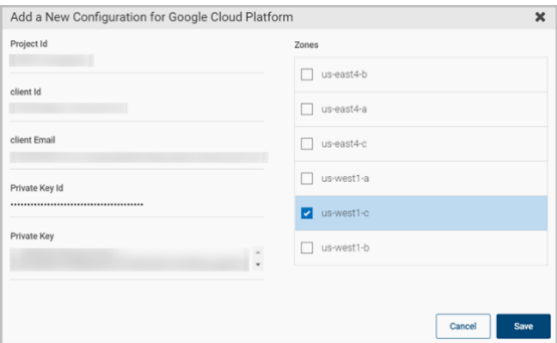 Add a New Configuration for Google Cloud Platform
Project Id
client Id
client Email
Private Key Id
••••••••••••••••••••••••••••••••••••••••
Private Key
Zones
us-east4-b
us-east4-a
us-east4-c
us-west1-a
us-west1-c
us-west1-b
Cancel
Save